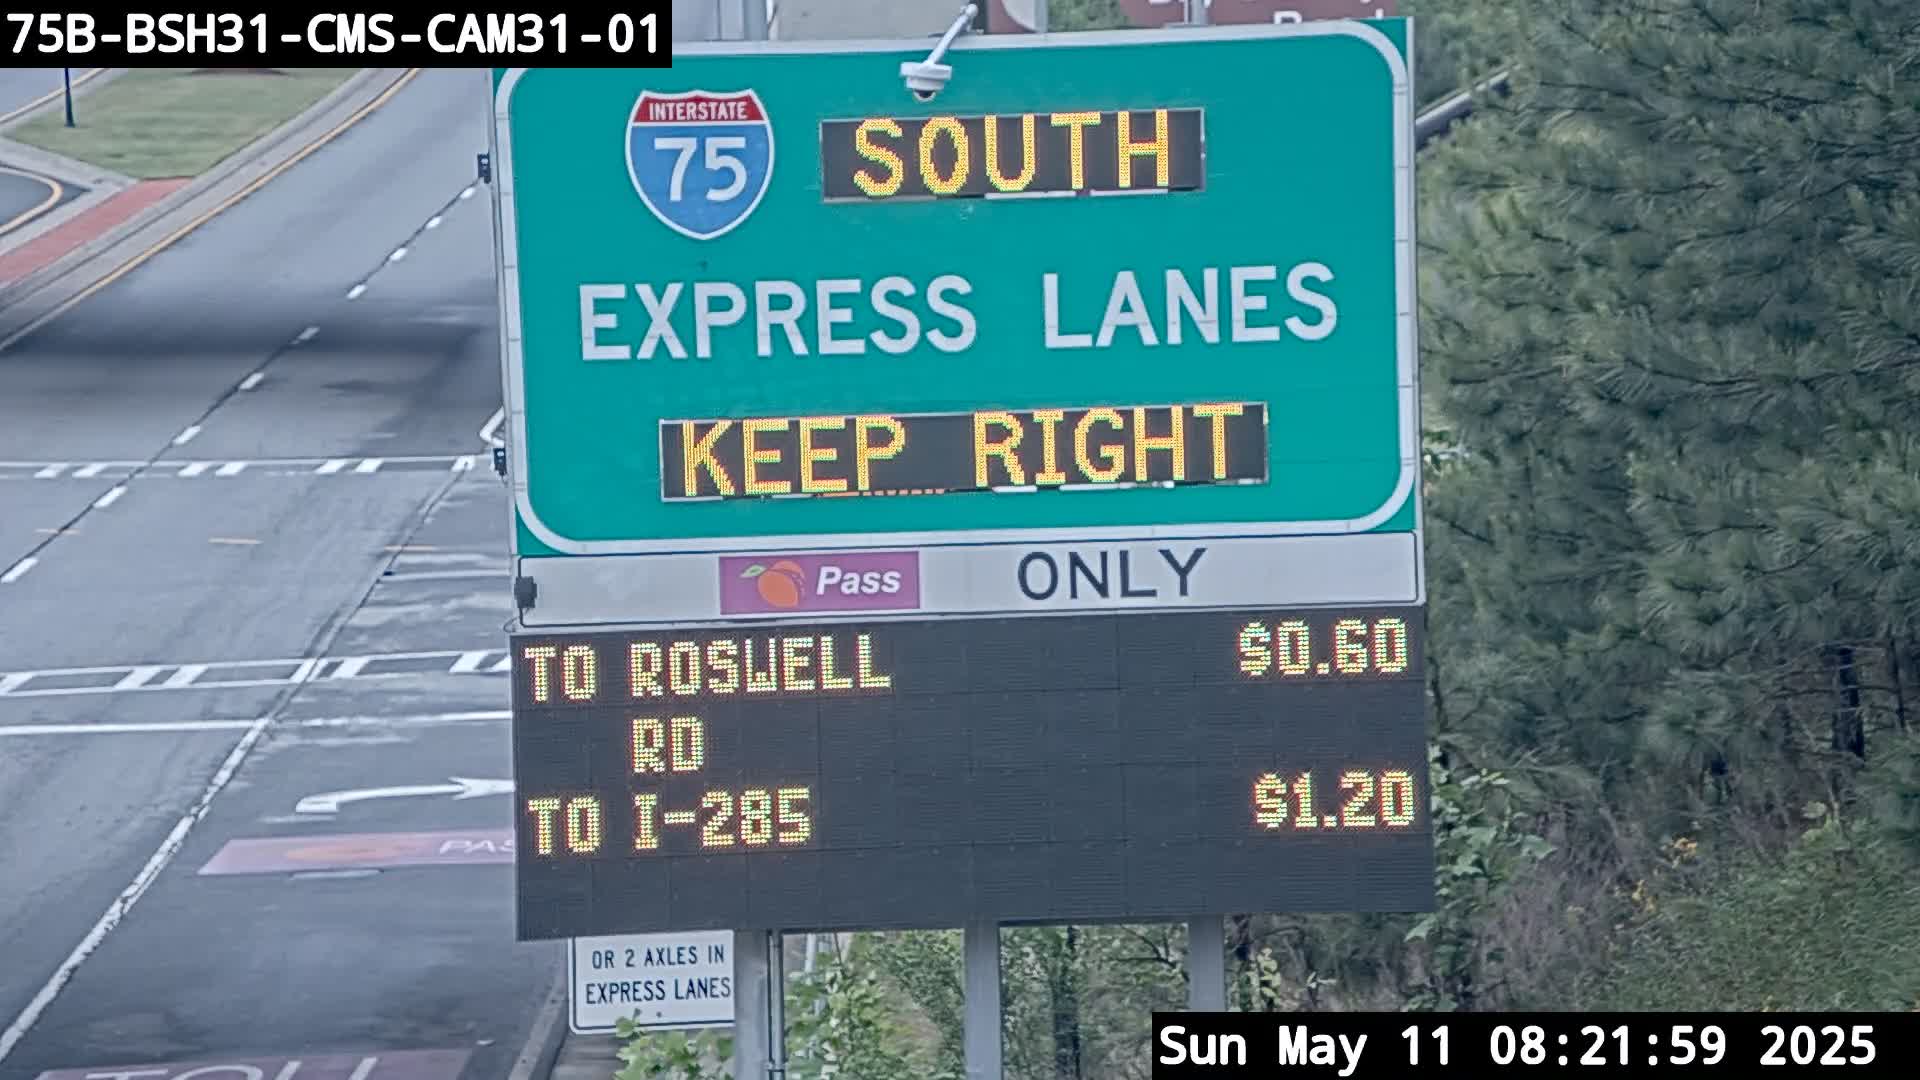 75B-BSH31-CMS-CAM31-01
INTERSTATE
75
SOUTH
EXPRESS LANES
KEEP RIGHT
Pass ONLY
TO ROSWELL $0.60
RD
TO I-285 $1.20
OR 2 AXLES IN
EXPRESS LANES
TOLL
Sun May 11 08:21:59 2025